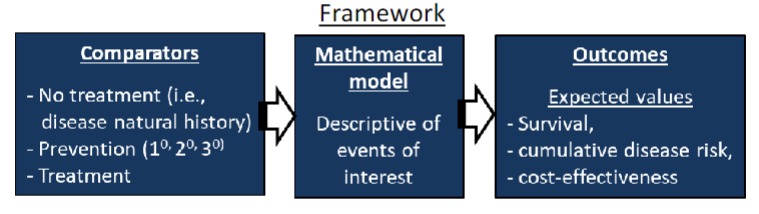 Framework
Comparators
- No treatment (i.e.,
disease natural history)
- Prevention (1⁰, 2⁰, 3⁰)
- Treatment
Mathematical
model
Descriptive of
events of
interest
Outcomes
Expected values
- Survival,
- cumulative disease risk,
- cost-effectiveness